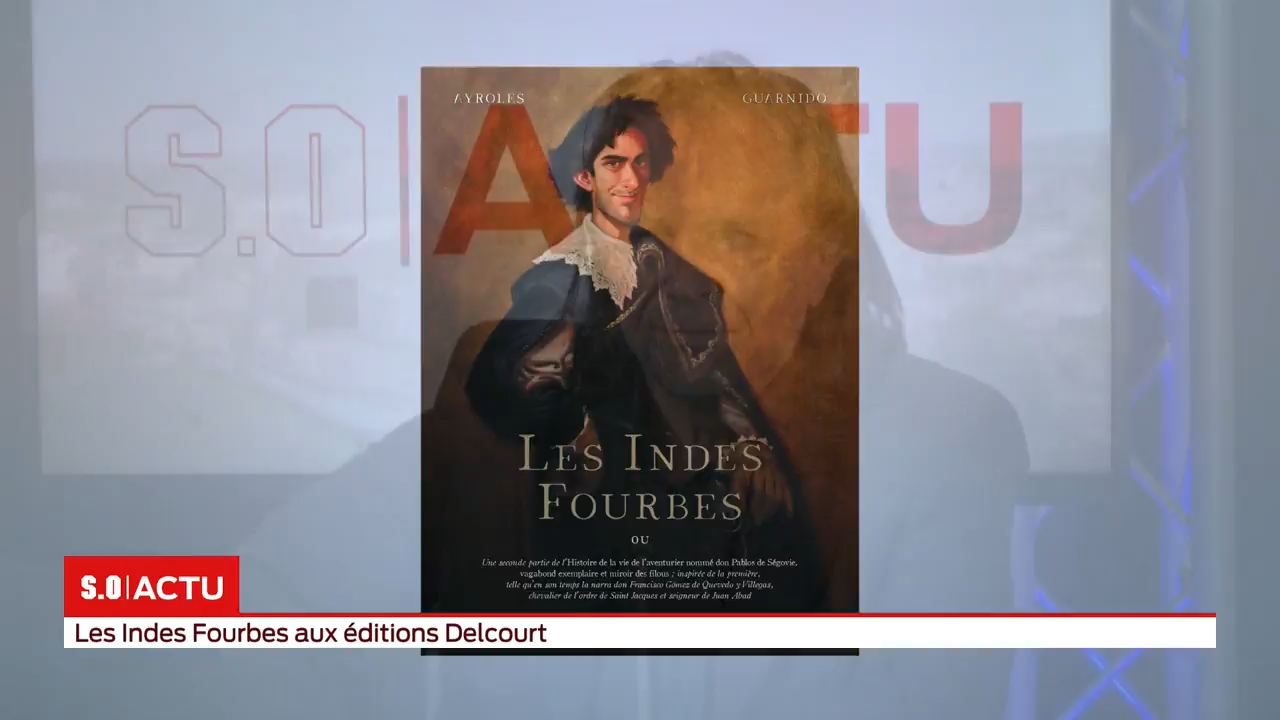 S.O ACTU
AYROLES
GUARNIDO
LES INDES
FOURBES
OU
Une seconde partie de l'Histoire de la vie de l'aventurier nommé don Pablos de Ségovie,
vagabond exemplaire et miroir des filous ; inspirée de la première,
telle qu'en son temps la narra don Francisco Gómez de Quevedo y Villegas,
chevalier de l'ordre de Saint Jacques et seigneur de Juan Abad
S.O|ACTU
Les Indes Fourbes aux éditions Delcourt